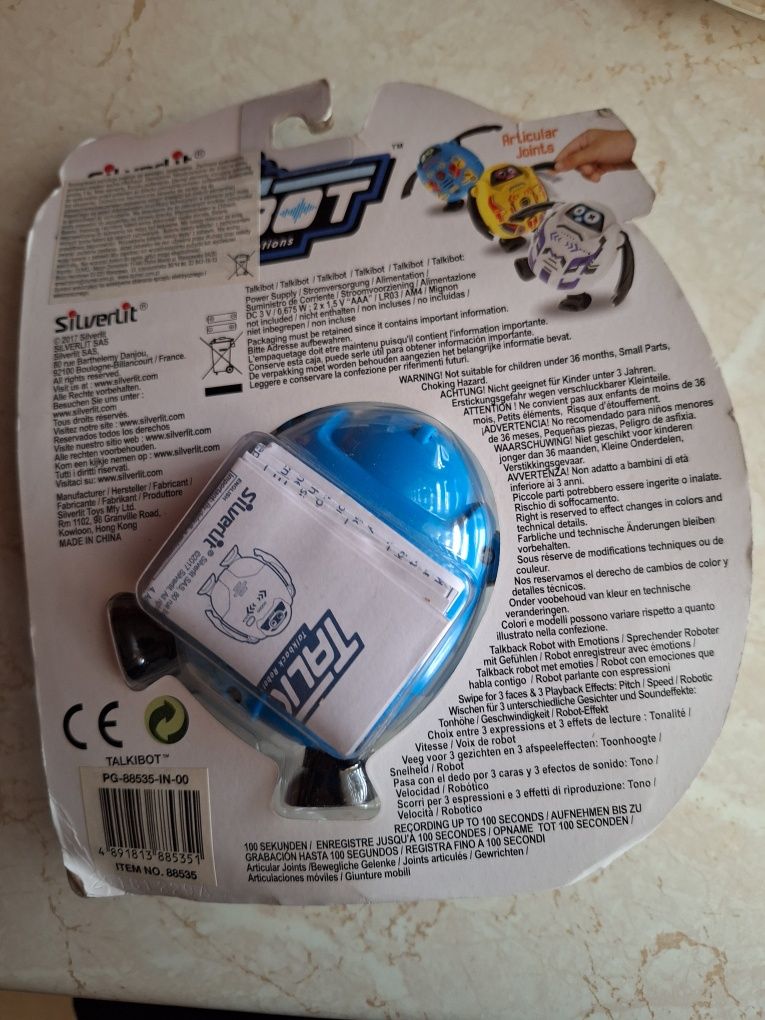 Silverlit®
BOT
™
Articular
Joints
Talkibot / Talkibot / Talkibot / Talkibot / Talkibot / Talkibot:
Power Supply / Stromversorgung / Alimentation /
Suministro de Corriente / Stroomvoorziening / Alimentazione
DC 3 V / 0,675 W ; 2 x 1,5 V "AAA" / LR03 / AM4 / Mignon
not included / nicht enthalten / non incluses / no incluidas /
niet inbegrepen / non incluse
Packaging must be retained since it contains important information.
Bitte Adresse aufbewahren.
L'empaquetage doit être maintenu puisqu'il contient l'information importante.
Conserve esta caja, puede serle util para obtener información importante.
De verpakking moet worden behouden aangezien het belangrijke informatie bevat.
Leggere e conservare la confezione per riferimenti futuri.
Silverlit®
© 2017 Silverlit
SILVERLIT SAS
Silverlit SAS,
80 rue Barthelemy Danjou,
92100 Boulogne-Billancourt / France.
All rights reserved.
Visit us at : www.silverlit.com
Alle Rechte vorbehalten.
Besuchen Sie uns unter :
www.silverlit.com
Tous droits réservés.
Visitez notre site : www.silverlit.com
Reservados todos los derechos
Visite nuestro sitio web : www.silverlit.com
Alle rechten voorbehouden.
Kom een kijkje nemen op : www.silverlit.com
Tutti i diritti riservati.
Visitaci su: www.silverlit.com
Manufacturer / Hersteller / Fabricant /
Fabricante / Fabrikant / Produttore
Silverlit Toys Mfy Ltd.
Rm 1102, 98 Granville Road,
Kowloon, Hong Kong
MADE IN CHINA
WARNING! Not suitable for children under 36 months, Small Parts,
Choking Hazard.
ACHTUNG! Nicht geeignet für Kinder unter 3 Jahren.
Erstickungsgefahr wegen verschluckbarer Kleinteile.
ATTENTION ! Ne convient pas aux enfants de moins de 36
mois, Petits éléments, Risque d'étouffement.
¡ADVERTENCIA! No recomendado para niños menores
de 36 meses, Pequeñas piezas, Peligro de asfixia.
WAARSCHUWING! Niet geschikt voor kinderen
jonger dan 36 maanden, Kleine Onderdelen,
Verstikkingsgevaar.
AVVERTENZA! Non adatto a bambini di età
inferiore ai 3 anni.
Piccole parti potrebbero essere ingerite o inalate.
Rischio di soffocamento.
Right is reserved to effect changes in colors and
technical details.
Farbliche und technische Änderungen bleiben
vorbehalten.
Sous réserve de modifications techniques ou de
couleur.
Nos reservamos el derecho de cambios de color y
detalles técnicos.
Onder voobehoud van kleur en technische
veranderingen.
Colori e modelli possono variare rispetto a quanto
illustrato nella confezione.
Talkback Robot with Emotions / Sprechender Roboter
mit Gefühlen / Robot enregistreur avec émotions /
Talkback robot met emoties / Robot con emociones que
habla contigo / Robot parlante con espressioni
Swipe for 3 faces & 3 Playback Effects: Pitch / Speed / Robotic
Wischen für 3 unterschiedliche Gesichter und Soundeffekte:
Tonhöhe / Geschwindigkeit / Robot-Effekt
Choix entre 3 expressions et 3 effets de lecture : Tonalité /
Vitesse / Voix de robot
Veeg voor 3 gezichten en 3 afspeeleffecten: Toonhoogte /
Snelheid / Robot
Pasa con el dedo por 3 caras y 3 efectos de sonido: Tono /
Velocidad / Robótico
Scorri per 3 espressioni e 3 effetti di riproduzione: Tono /
Velocità / Robotico
RECORDING UP TO 100 SECONDS / AUFNEHMEN BIS ZU
100 SEKUNDEN / ENREGISTRE JUSQU'À 100 SECONDES / OPNAME TOT 100 SECONDEN /
GRABACIÓN HASTA 100 SEGUNDOS / REGISTRA FINO A 100 SECONDI
Articular Joints /Bewegliche Gelenke / Joints articulés / Gewrichten /
Articulaciones móviles / Giunture mobili
ENGLISH
Silverlit®
©2017 Silverlit
Talkback Robot
CE
TALKIBOT™
PG-88535-IN-00
4 891813 885351
ITEM NO. 88535